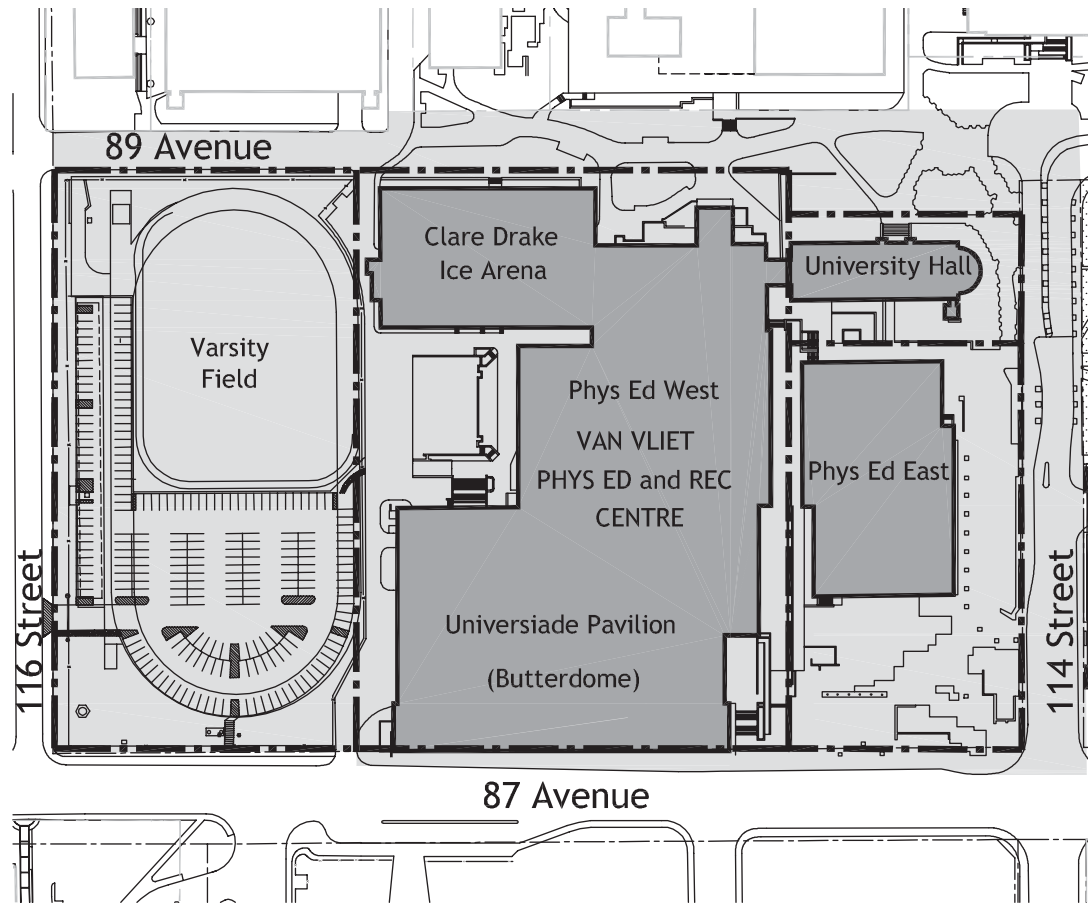 89 Avenue
Clare Drake
Ice Arena
University Hall
Varsity
Field
Phys Ed West
VAN VLIET
PHYS ED and REC
CENTRE
Phys Ed East
116 Street
114 Street
Universiade Pavilion
(Butterdome)
87 Avenue